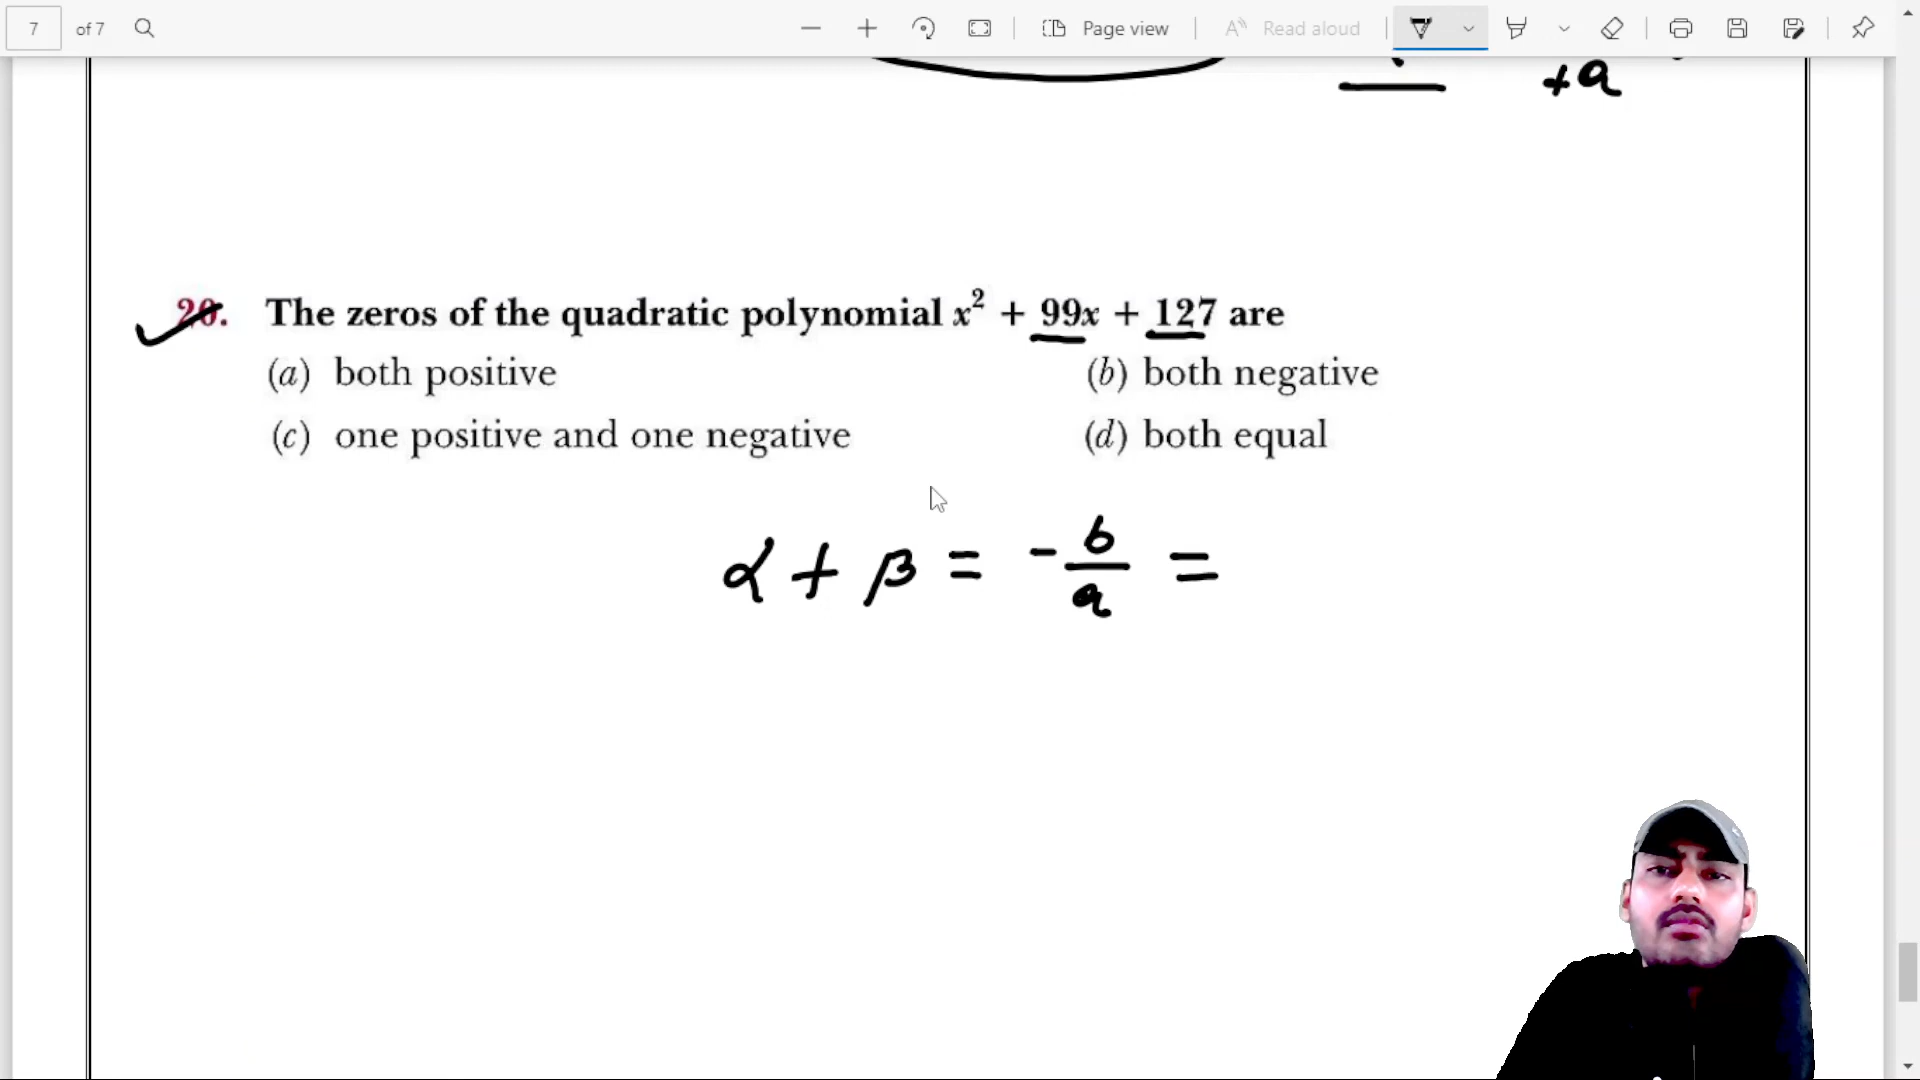 7 of 7 Page view Read aloud
+a
20. The zeros of the quadratic polynomial x² + 99x + 127 are
(a) both positive (b) both negative
(c) one positive and one negative (d) both equal
α + β = - b/a =